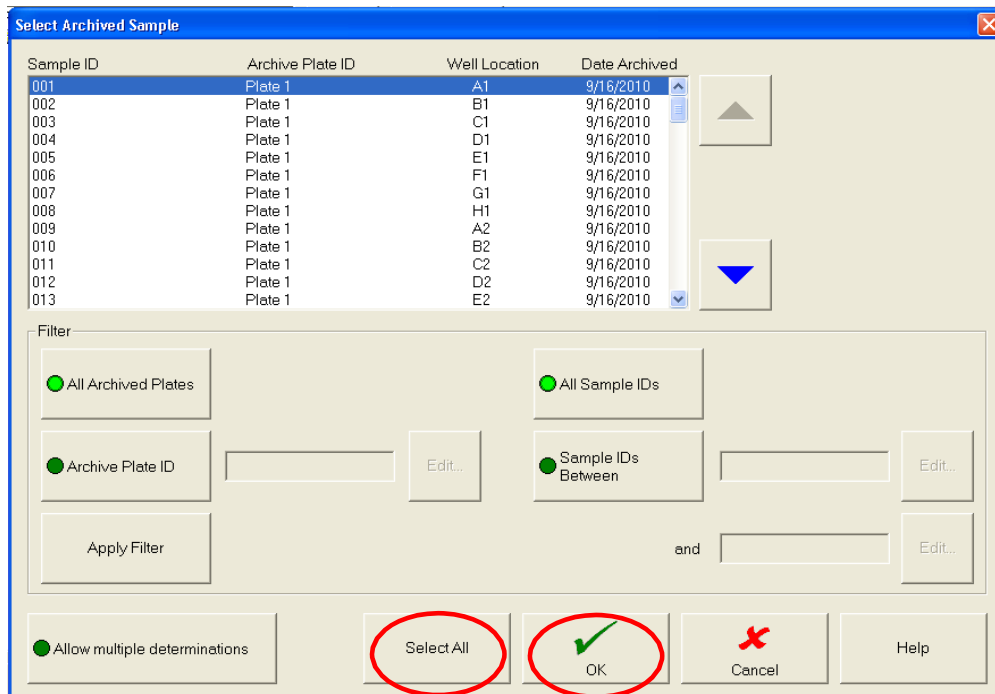 Select Archived Sample
Sample ID Archive Plate ID Well Location Date Archived
001 Plate 1 A1 9/16/2010
002 Plate 1 B1 9/16/2010
003 Plate 1 C1 9/16/2010
004 Plate 1 D1 9/16/2010
005 Plate 1 E1 9/16/2010
006 Plate 1 F1 9/16/2010
007 Plate 1 G1 9/16/2010
008 Plate 1 H1 9/16/2010
009 Plate 1 A2 9/16/2010
010 Plate 1 B2 9/16/2010
011 Plate 1 C2 9/16/2010
012 Plate 1 D2 9/16/2010
013 Plate 1 E2 9/16/2010
Filter
All Archived Plates All Sample IDs
Archive Plate ID Edit... Sample IDs
Between Edit...
Apply Filter and Edit...
Allow multiple determinations Select All OK Cancel Help